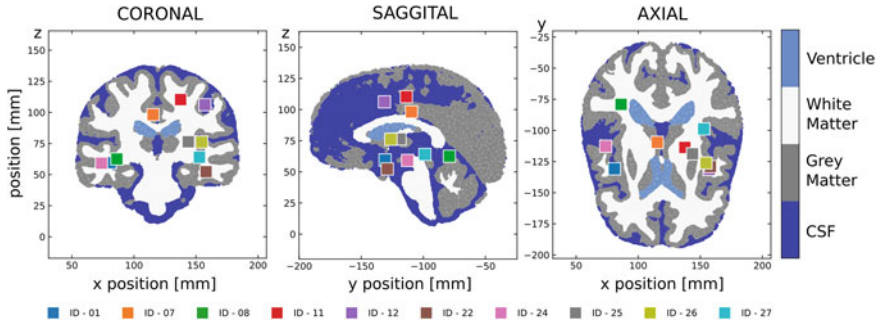 CORONAL
SAGGITAL
AXIAL
z
z
y
150
125
100
75
50
25
0
position [mm]
50
100
150
200
x position [mm]
150
125
100
75
50
25
0
−200
−150
−100
−50
y position [mm]
−25
−50
−75
−100
−125
−150
−175
−200
50
100
150
200
x position [mm]
Ventricle
White
Matter
Grey
Matter
CSF
ID - 01
ID - 07
ID - 08
ID - 11
ID - 12
ID - 22
ID - 24
ID - 25
ID - 26
ID - 27